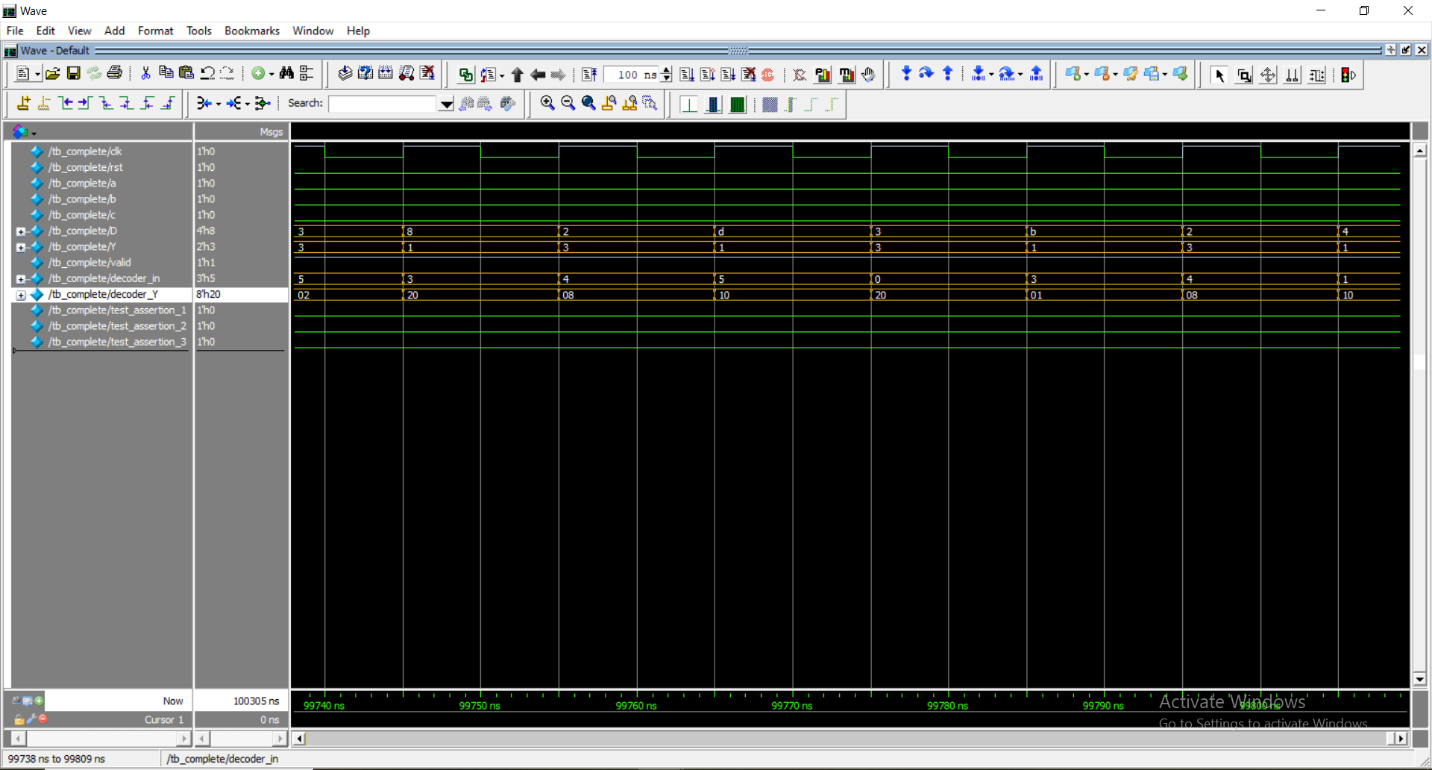 Wave
File Edit View Add Format Tools Bookmarks Window Help
Wave - Default
100 ns
Search:
Msgs
/tb_complete/clk 1'h0
/tb_complete/rst 1'h0
/tb_complete/a 1'h0
/tb_complete/b 1'h0
/tb_complete/c 1'h0
/tb_complete/D 4'h8 3 8 2 d 3 b 2 4
/tb_complete/Y 2'h3 3 1 3 1 3 1 3 1
/tb_complete/valid 1'h1
/tb_complete/decoder_in 3'h5 5 3 4 5 0 3 4 1
/tb_complete/decoder_Y 8'h20 02 20 08 10 20 01 08 10
/tb_complete/test_assertion_1 1'h0
/tb_complete/test_assertion_2 1'h0
/tb_complete/test_assertion_3 1'h0
Now 100305 ns
99740 ns 99750 ns 99760 ns 99770 ns 99780 ns 99790 ns 99800 ns
Cursor 1 0 ns
Activate Windows
Go to Settings to activate Windows.
99738 ns to 99809 ns /tb_complete/decoder_in